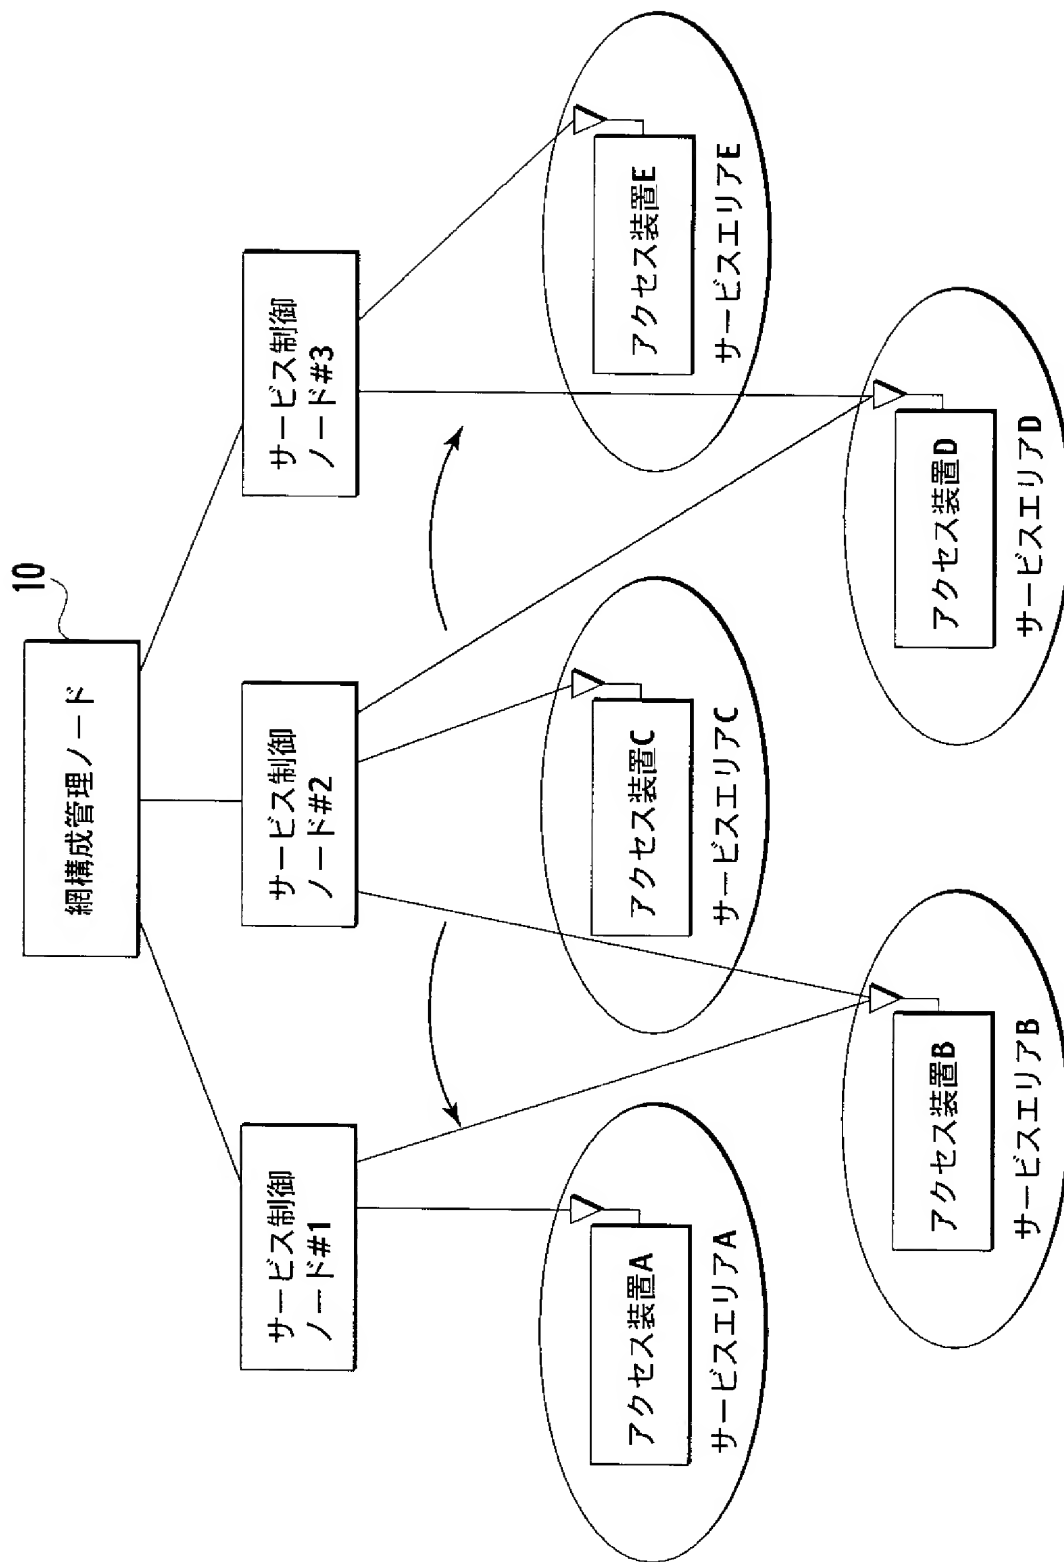 10
網構成管理ノード
サービス制御
ノード#1
サービス制御
ノード#2
サービス制御
ノード#3
アクセス装置A
サービスエリアA
アクセス装置C
サービスエリアC
アクセス装置E
サービスエリアE
アクセス装置B
サービスエリアB
アクセス装置D
サービスエリアD